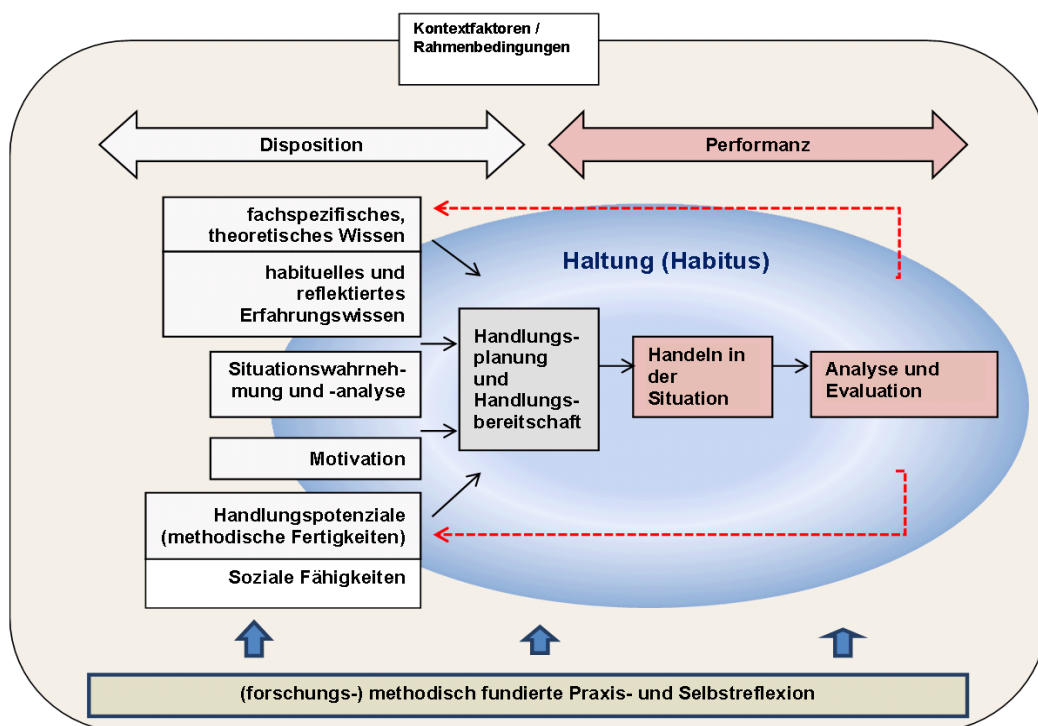 Kontextfaktoren /
Rahmenbedingungen
Disposition
Performanz
fachspezifisches,
theoretisches Wissen
habituelles und
reflektiertes
Erfahrungswissen
Haltung (Habitus)
Situationswahrneh-
mung und -analyse
Motivation
Handlungspotenziale
(methodische Fertigkeiten)
Soziale Fähigkeiten
Handlungs-
planung
und
Handlungs-
bereitschaft
Handeln in
der
Situation
Analyse und
Evaluation
(forschungs-) methodisch fundierte Praxis- und Selbstreflexion